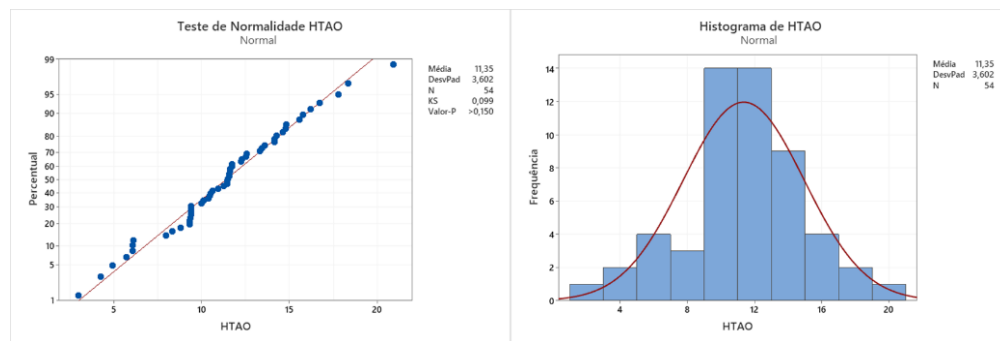 Teste de Normalidade HTAO
Normal
Percentual
99
95
90
80
70
60
50
40
30
20
10
5
1
5
10
15
20
HTAO
Média 11,35
DesvPad 3,602
N 54
KS 0,099
Valor-P >0,150
Histograma de HTAO
Normal
Frequência
14
12
10
8
6
4
2
0
4
8
12
16
20
HTAO
Média 11,35
DesvPad 3,602
N 54